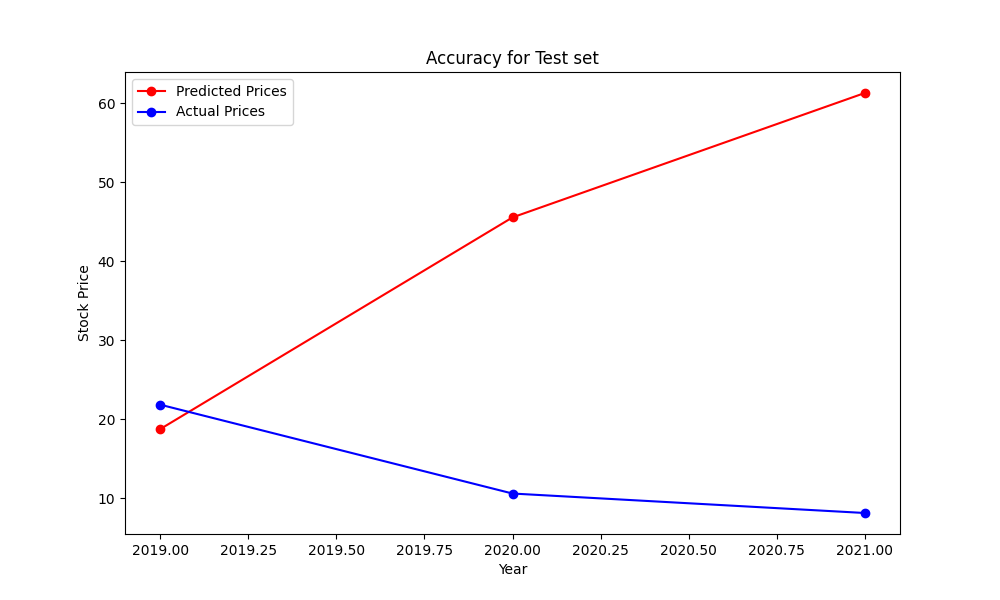 Accuracy for Test set
Predicted Prices
Actual Prices
Stock Price
60
50
40
30
20
10
2019.00 2019.25 2019.50 2019.75 2020.00 2020.25 2020.50 2020.75 2021.00
Year